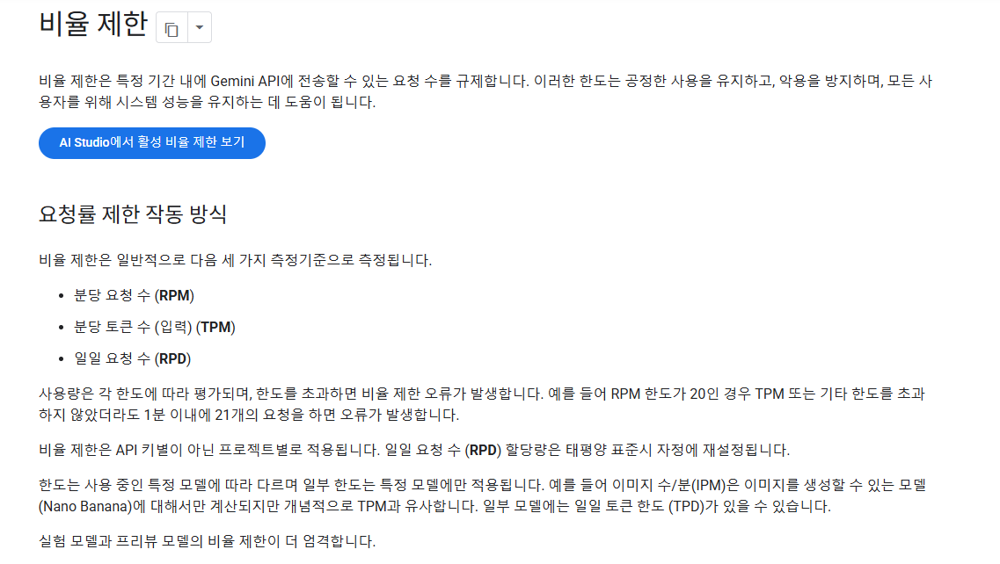 비율 제한
비율 제한은 특정 기간 내에 Gemini API에 전송할 수 있는 요청 수를 규제합니다. 이러한 한도는 공정한 사용을 유지하고, 악용을 방지하며, 모든 사
용자를 위해 시스템 성능을 유지하는 데 도움이 됩니다.
AI Studio에서 활성 비율 제한 보기
요청률 제한 작동 방식
비율 제한은 일반적으로 다음 세 가지 측정기준으로 측정됩니다.
• 분당 요청 수 (RPM)
• 분당 토큰 수 (입력) (TPM)
• 일일 요청 수 (RPD)
사용량은 각 한도에 따라 평가되며, 한도를 초과하면 비율 제한 오류가 발생합니다. 예를 들어 RPM 한도가 20인 경우 TPM 또는 기타 한도를 초과
하지 않았더라도 1분 이내에 21개의 요청을 하면 오류가 발생합니다.
비율 제한은 API 키별이 아닌 프로젝트별로 적용됩니다. 일일 요청 수 (RPD) 할당량은 태평양 표준시 자정에 재설정됩니다.
한도는 사용 중인 특정 모델에 따라 다르며 일부 한도는 특정 모델에만 적용됩니다. 예를 들어 이미지 수/분(IPM)은 이미지를 생성할 수 있는 모델
(Nano Banana)에 대해서만 계산되지만 개념적으로 TPM과 유사합니다. 일부 모델에는 일일 토큰 한도 (TPD)가 있을 수 있습니다.
실험 모델과 프리뷰 모델의 비율 제한이 더 엄격합니다.